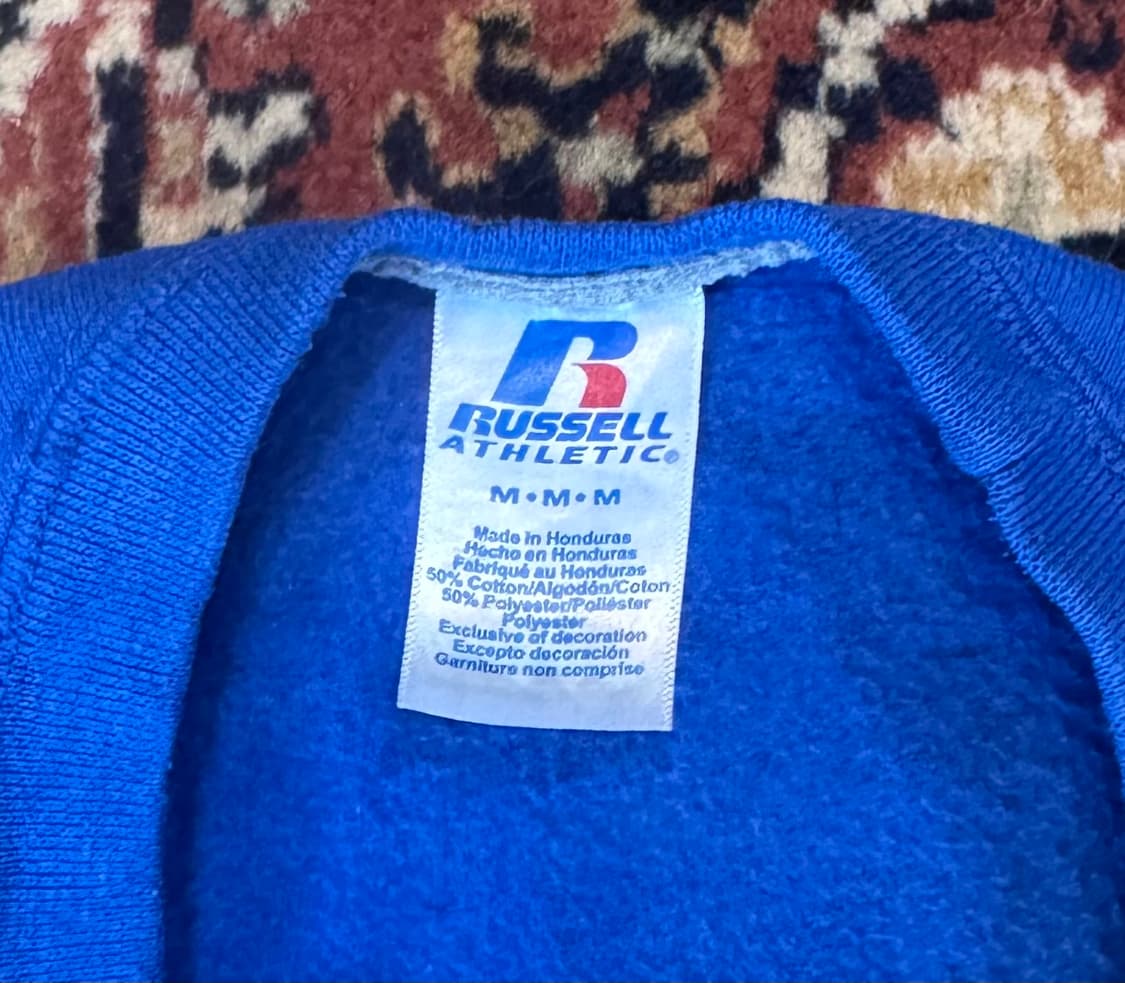 R
RUSSELL
ATHLETIC®
M•M•M
Made in Honduras
Hecho en Honduras
Fabriqué au Honduras
50% Cotton/Algodón/Coton
50% Polyester/Poliéster
Polyester
Exclusive of decoration
Excepto decoración
Garniture non comprise